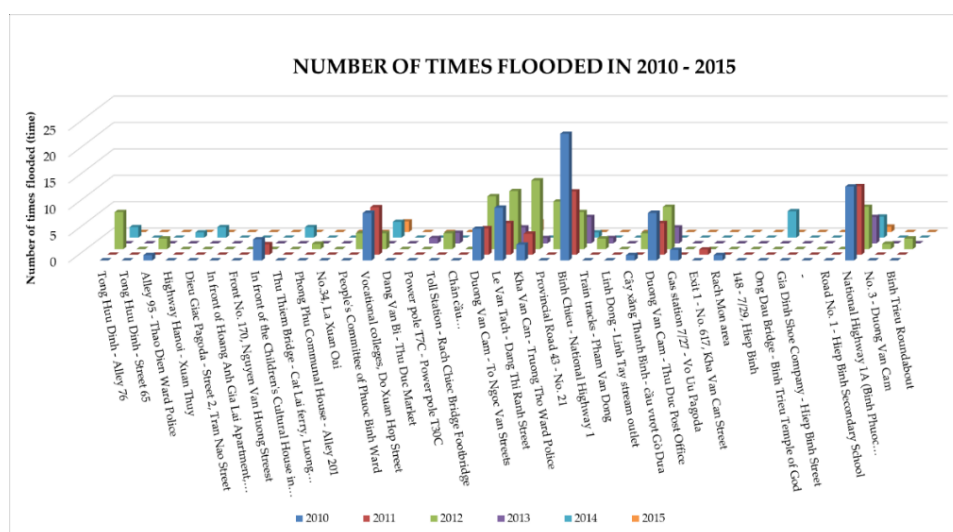 NUMBER OF TIMES FLOODED IN 2010 - 2015
Number of times flooded (time)
25
20
15
10
5
0
Tong Huu Dinh - Alley 76
Tong Huu Dinh - Street 65
Alley 95 - Thao Dien Ward Police
Highway Hanoi - Xuan Thuy
Dieu Giac Pagoda - Street 2, Tran Nao Street
In front of Hoang Anh Gia Lai Apartment,…
Front No. 170, Nguyen Van Huong Streest
In front of the Children's Cultural House in…
Thu Thiem Bridge - Cat Lai ferry, Luong…
Phong Phu Communal House - Alley 201
No.34, La Xuan Oai
People's Committee of Phuoc Binh Ward
Vocational colleges, Do Xuan Hop Street
Dang Van Bi - Thu Duc Market
Power pole T7C - Power pole T30C
Toll Station - Rach Chiec Bridge Footbridge
Chân cầu…
Duong Van Cam - To Ngoc Van Streets
Le Van Tach - Dang Thi Ranh Street
Kha Van Can - Truong Tho Ward Police
Provincial Road 43 - No. 21
Binh Chieu - National Highway 1
Train tracks - Pham Van Dong
Linh Dong - Linh Tay stream outlet
Cây xăng Thanh Bình - cầu vượt Gò Dưa
Duong Van Cam - Thu Duc Post Office
Gas station 7/27 - Vo Uu Pagoda
Exit 1 - No. 617, Kha Van Can Street
Rach Mon area
148 - 7/29, Hiep Binh
Ong Dau Bridge - Binh Trieu Temple of God
Gia Dinh Shoe Company - Hiep Binh Street
-
Road No. 1 - Hiep Binh Secondary School
National Highway 1A (Binh Phuoc…
No. 3 - Duong Van Cam
Binh Trieu Roundabout
2010 2011 2012 2013 2014 2015